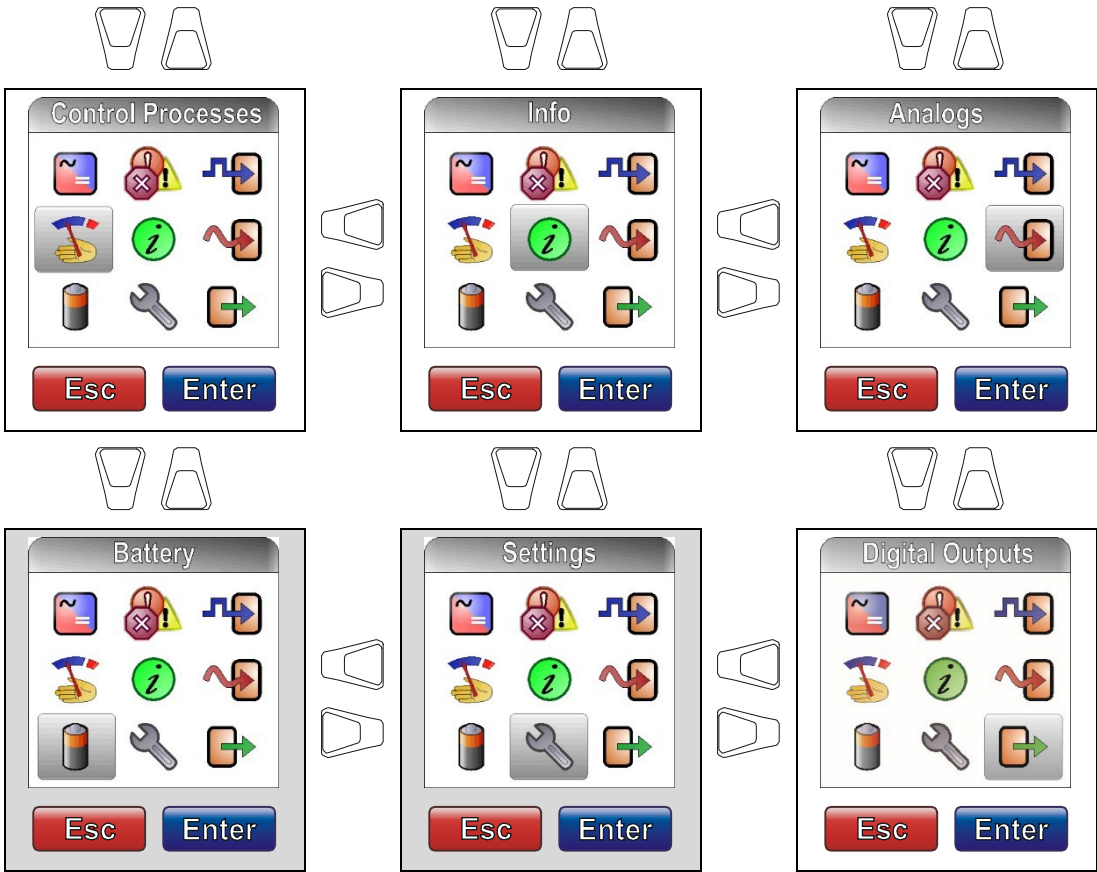 Control Processes
Info
Analogs
Esc Enter
Esc Enter
Esc Enter
Battery
Settings
Digital Outputs
Esc Enter
Esc Enter
Esc Enter